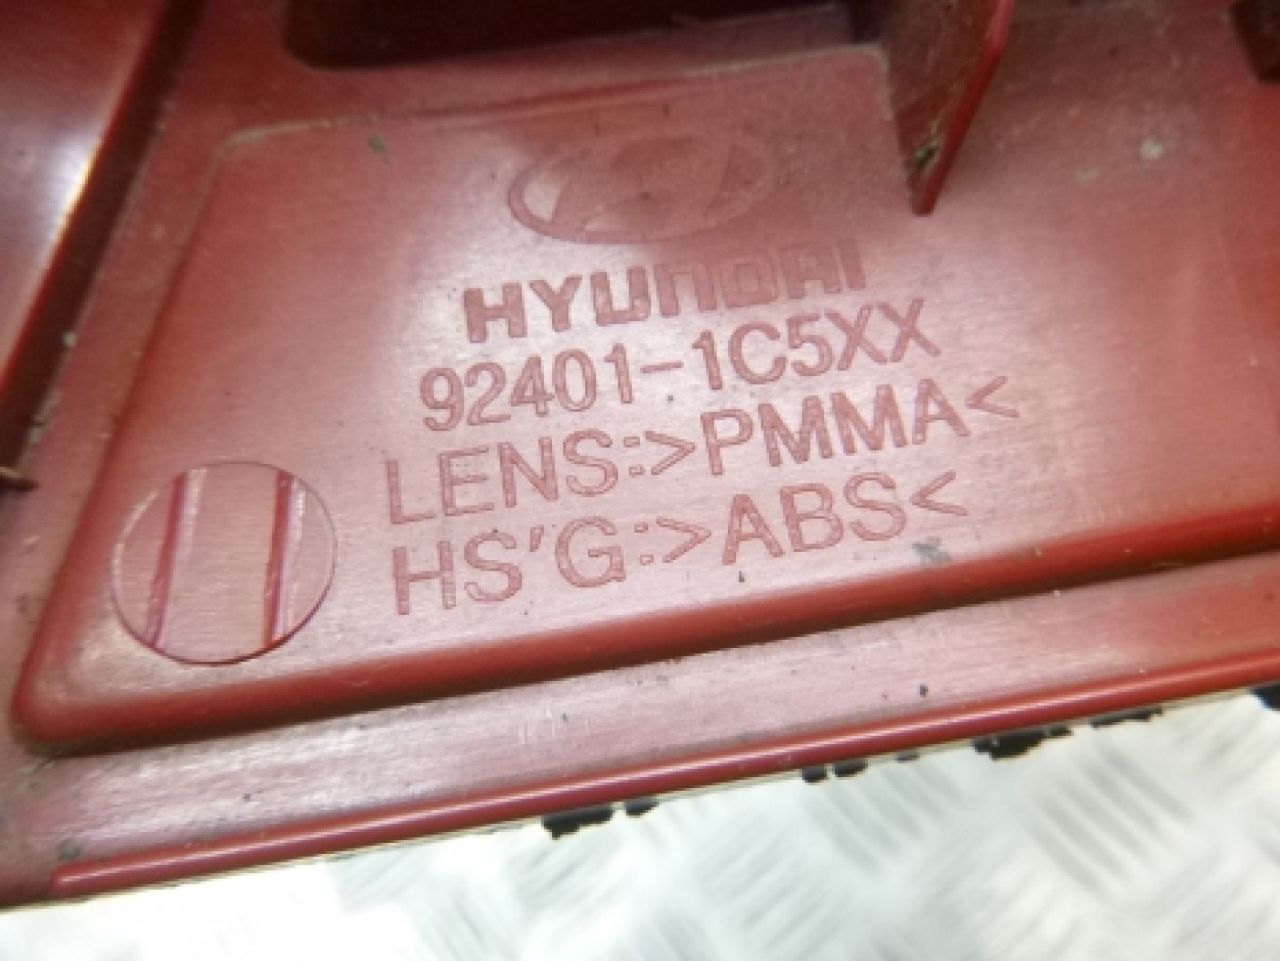 HYUNDAI
92401-1C5XX
LENS:>PMMA<
HS'G:>ABS<